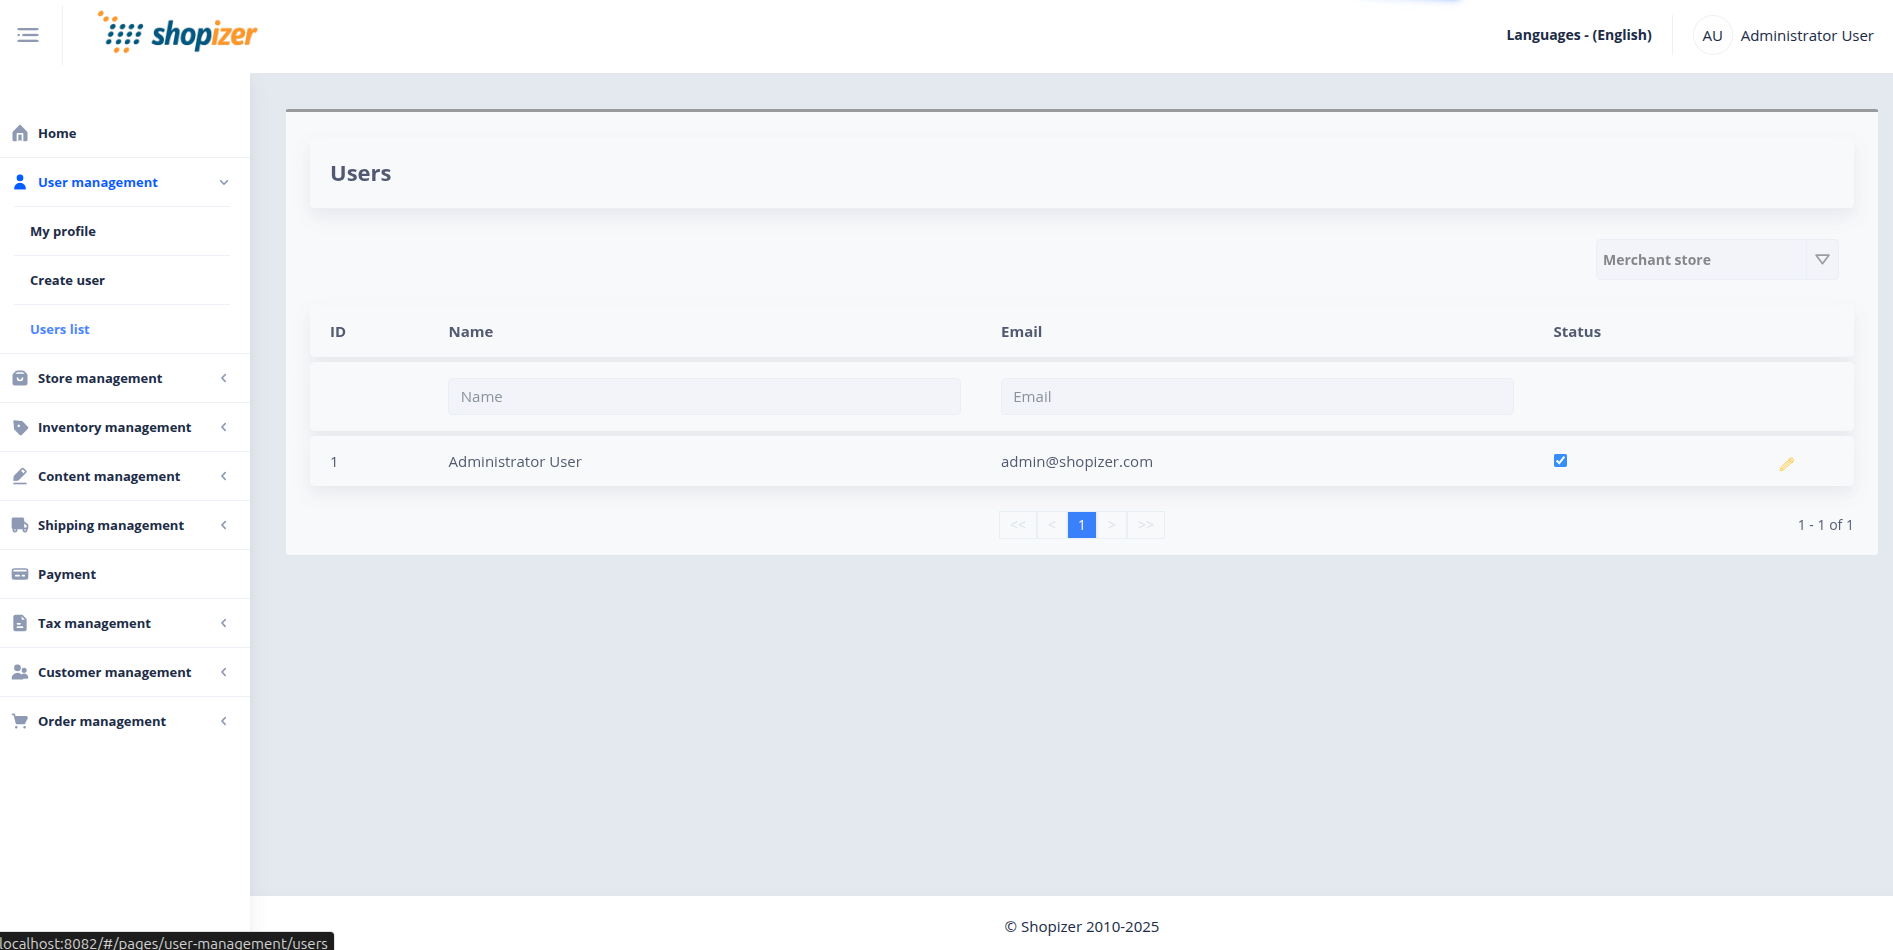 shopizer
Languages - (English)
AU Administrator User
Home
User management
My profile
Create user
Users list
Store management
Inventory management
Content management
Shipping management
Payment
Tax management
Customer management
Order management
Users
Merchant store
ID Name Email Status
Name Email
1 Administrator User admin@shopizer.com
<< < 1 > >> 1 - 1 of 1
© Shopizer 2010-2025
localhost:8082/#/pages/user-management/users